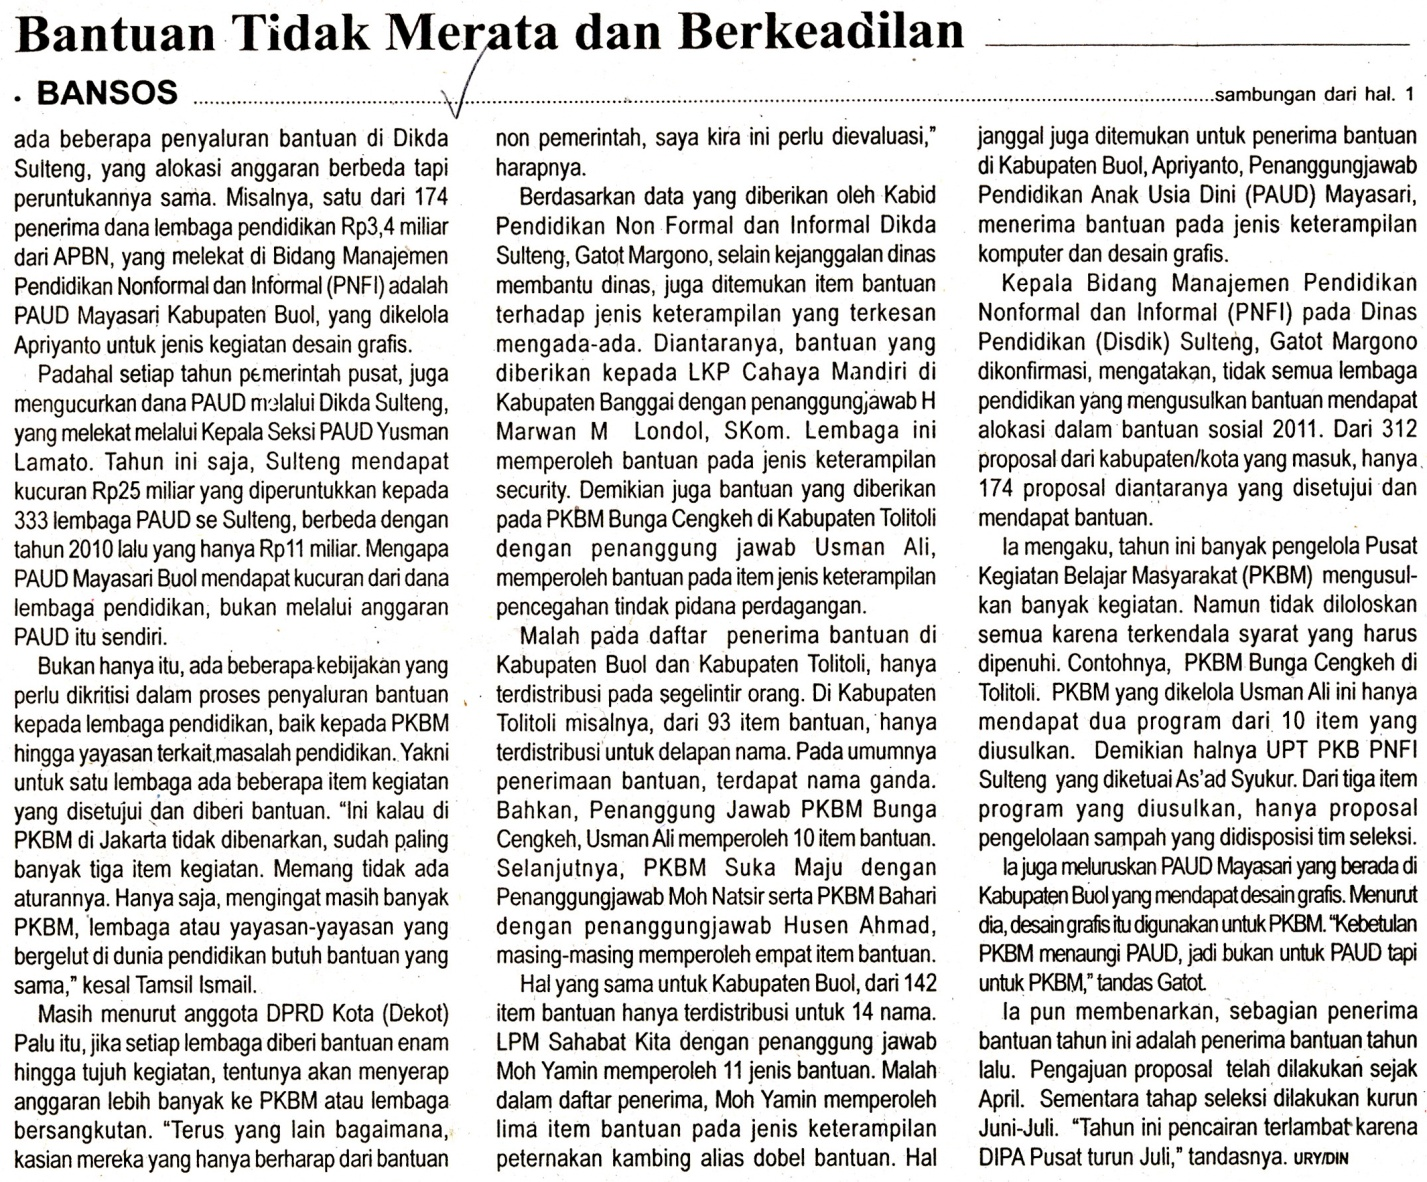 Bantuan Tidak Merata dan Berkeadilan
• BANSOS ........ sambungan dari hal. 1
ada beberapa penyaluran bantuan di Dikda
Sulteng, yang alokasi anggaran berbeda tapi
peruntukannya sama. Misalnya, satu dari 174
penerima dana lembaga pendidikan Rp3,4 miliar
dari APBN, yang melekat di Bidang Manajemen
Pendidikan Nonformal dan Informal (PNFI) adalah
PAUD Mayasari Kabupaten Buol, yang dikelola
Apriyanto untuk jenis kegiatan desain grafis.
Padahal setiap tahun pemerintah pusat, juga
mengucurkan dana PAUD melalui Dikda Sulteng,
yang melekat melalui Kepala Seksi PAUD Yusman
Lamato. Tahun ini saja, Sulteng mendapat
kucuran Rp25 miliar yang diperuntukkan kepada
333 lembaga PAUD se Sulteng, berbeda dengan
tahun 2010 lalu yang hanya Rp11 miliar. Mengapa
PAUD Mayasari Buol mendapat kucuran dari dana
lembaga pendidikan, bukan melalui anggaran
PAUD itu sendiri.
Bukan hanya itu, ada beberapa kebijakan yang
perlu dikritisi dalam proses penyaluran bantuan
kepada lembaga pendidikan, baik kepada PKBM
hingga yayasan terkait masalah pendidikan. Yakni
untuk satu lembaga ada beberapa item kegiatan
yang disetujui dan diberi bantuan. “Ini kalau di
PKBM di Jakarta tidak dibenarkan, sudah paling
banyak tiga item kegiatan. Memang tidak ada
aturannya. Hanya saja, mengingat masih banyak
PKBM, lembaga atau yayasan-yayasan yang
bergelut di dunia pendidikan butuh bantuan yang
sama,” kesal Tamsil Ismail.
Masih menurut anggota DPRD Kota (Dekot)
Palu itu, jika setiap lembaga diberi bantuan enam
hingga tujuh kegiatan, tentunya akan menyerap
anggaran lebih banyak ke PKBM atau lembaga
bersangkutan. “Terus yang lain bagaimana,
kasian mereka yang hanya berharap dari bantuan
non pemerintah, saya kira ini perlu dievaluasi,”
harapnya.
Berdasarkan data yang diberikan oleh Kabid
Pendidikan Non Formal dan Informal Dikda
Sulteng, Gatot Margono, selain kejanggalan dinas
membantu dinas, juga ditemukan item bantuan
terhadap jenis keterampilan yang terkesan
mengada-ada. Diantaranya, bantuan yang
diberikan kepada LKP Cahaya Mandiri di
Kabupaten Banggai dengan penanggungjawab H
Marwan M Londol, SKom. Lembaga ini
memperoleh bantuan pada jenis keterampilan
security. Demikian juga bantuan yang diberikan
pada PKBM Bunga Cengkeh di Kabupaten Tolitoli
dengan penanggung jawab Usman Ali,
memperoleh bantuan pada item jenis keterampilan
pencegahan tindak pidana perdagangan.
Malah pada daftar penerima bantuan di
Kabupaten Buol dan Kabupaten Tolitoli, hanya
terdistribusi pada segelintir orang. Di Kabupaten
Tolitoli misalnya, dari 93 item bantuan, hanya
terdistribusi untuk delapan nama. Pada umumnya
penerimaan bantuan, terdapat nama ganda.
Bahkan, Penanggung Jawab PKBM Bunga
Cengkeh, Usman Ali memperoleh 10 item bantuan.
Selanjutnya, PKBM Suka Maju dengan
Penanggungjawab Moh Natsir serta PKBM Bahari
dengan penanggungjawab Husen Ahmad,
masing-masing memperoleh empat item bantuan.
Hal yang sama untuk Kabupaten Buol, dari 142
item bantuan hanya terdistribusi untuk 14 nama.
LPM Sahabat Kita dengan penanggung jawab
Moh Yamin memperoleh 11 jenis bantuan. Malah
dalam daftar penerima, Moh Yamin memperoleh
lima item bantuan pada jenis keterampilan
peternakan kambing alias dobel bantuan. Hal
janggal juga ditemukan untuk penerima bantuan
di Kabupaten Buol, Apriyanto, Penanggungjawab
Pendidikan Anak Usia Dini (PAUD) Mayasari,
menerima bantuan pada jenis keterampilan
komputer dan desain grafis.
Kepala Bidang Manajemen Pendidikan
Nonformal dan Informal (PNFI) pada Dinas
Pendidikan (Disdik) Sulteng, Gatot Margono
dikonfirmasi, mengatakan, tidak semua lembaga
pendidikan yang mengusulkan bantuan mendapat
alokasi dalam bantuan sosial 2011. Dari 312
proposal dari kabupaten/kota yang masuk, hanya
174 proposal diantaranya yang disetujui dan
mendapat bantuan.
Ia mengaku, tahun ini banyak pengelola Pusat
Kegiatan Belajar Masyarakat (PKBM) mengusul-
kan banyak kegiatan. Namun tidak diloloskan
semua karena terkendala syarat yang harus
dipenuhi. Contohnya, PKBM Bunga Cengkeh di
Tolitoli. PKBM yang dikelola Usman Ali ini hanya
mendapat dua program dari 10 item yang
diusulkan. Demikian halnya UPT PKB PNFI
Sulteng yang diketuai As’ad Syukur. Dari tiga item
program yang diusulkan, hanya proposal
pengelolaan sampah yang didisposisi tim seleksi.
Ia juga meluruskan PAUD Mayasari yang berada di
Kabupaten Buol yang mendapat desain grafis. Menurut
dia, desain grafis itu digunakan untuk PKBM. “Kebetulan
PKBM menaungi PAUD, jadi bukan untuk PAUD tapi
untuk PKBM,” tandas Gatot.
Ia pun membenarkan, sebagian penerima
bantuan tahun ini adalah penerima bantuan tahun
lalu. Pengajuan proposal telah dilakukan sejak
April. Sementara tahap seleksi dilakukan kurun
Juni-Juli. “Tahun ini pencairan terlambat karena
DIPA Pusat turun Juli,” tandasnya. URY/DIN